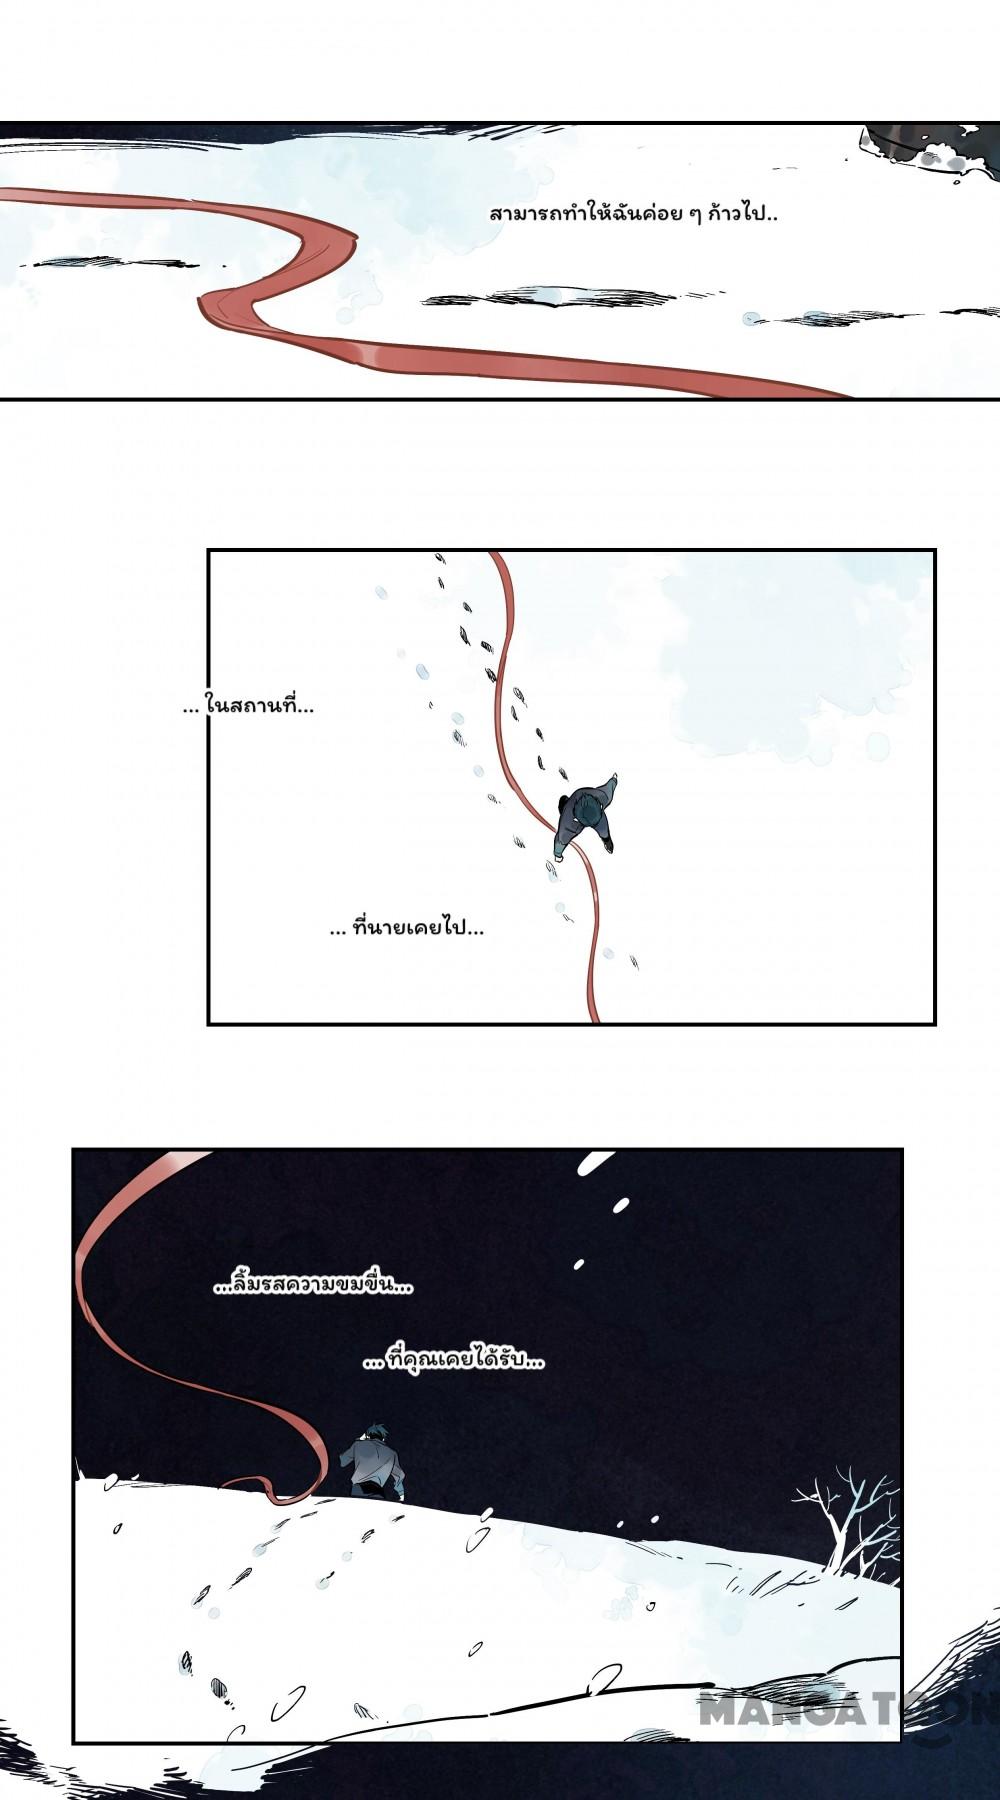 สามารถทำให้ฉันค่อย ๆ ก้าวไป..
... ในสถานที่...
... ที่นายเคยไป...
...ลิ้มรสความขมขื่น...
... ที่คุณเคยได้รับ...
MANGATOON